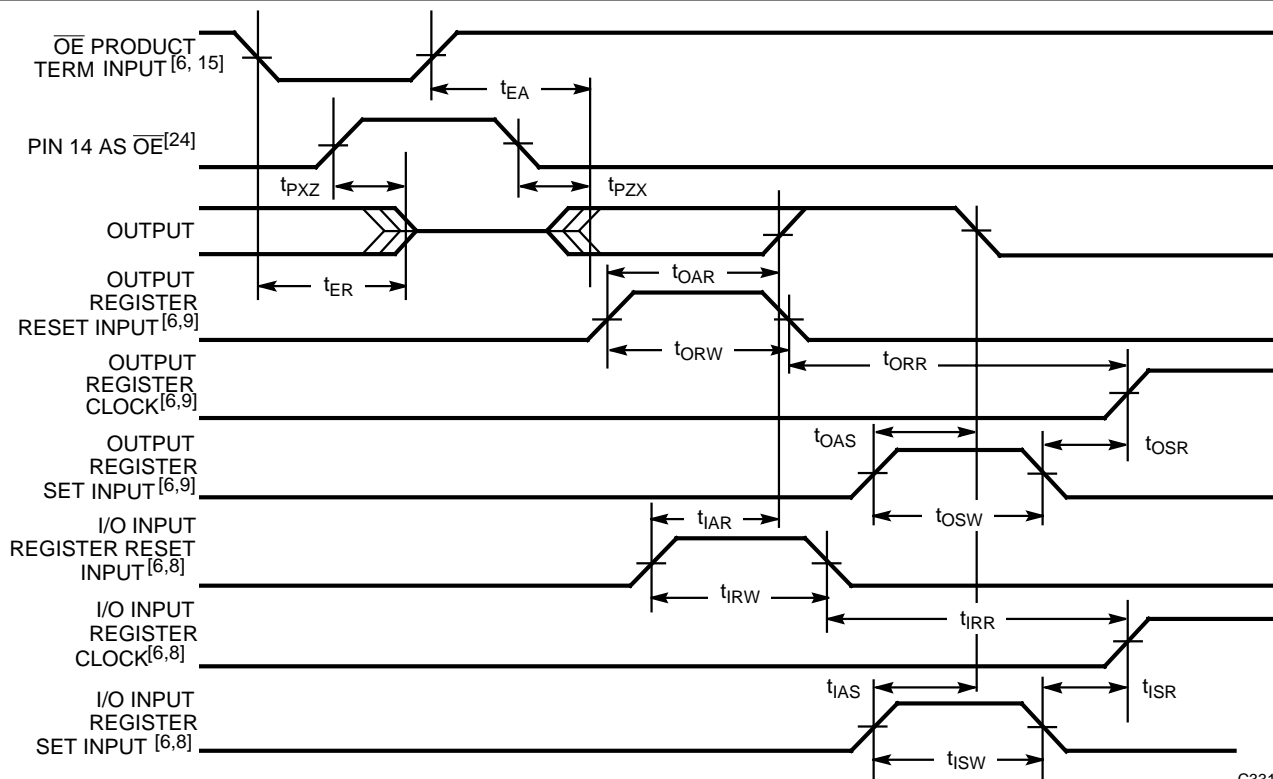 OE PRODUCT
TERM INPUT[6, 15]
tEA
PIN 14 AS OE[24]
tPXZ
tPZX
OUTPUT
tER
tOAR
OUTPUT
REGISTER
RESET INPUT[6,9]
tORW
tORR
OUTPUT
REGISTER
CLOCK[6,9]
tOAS
tOSR
OUTPUT
REGISTER
SET INPUT[6,9]
tOSW
tIAR
I/O INPUT
REGISTER RESET
INPUT[6,8]
tIRW
tIRR
I/O INPUT
REGISTER
CLOCK[6,8]
tIAS
tISR
I/O INPUT
REGISTER
SET INPUT [6,8]
tISW